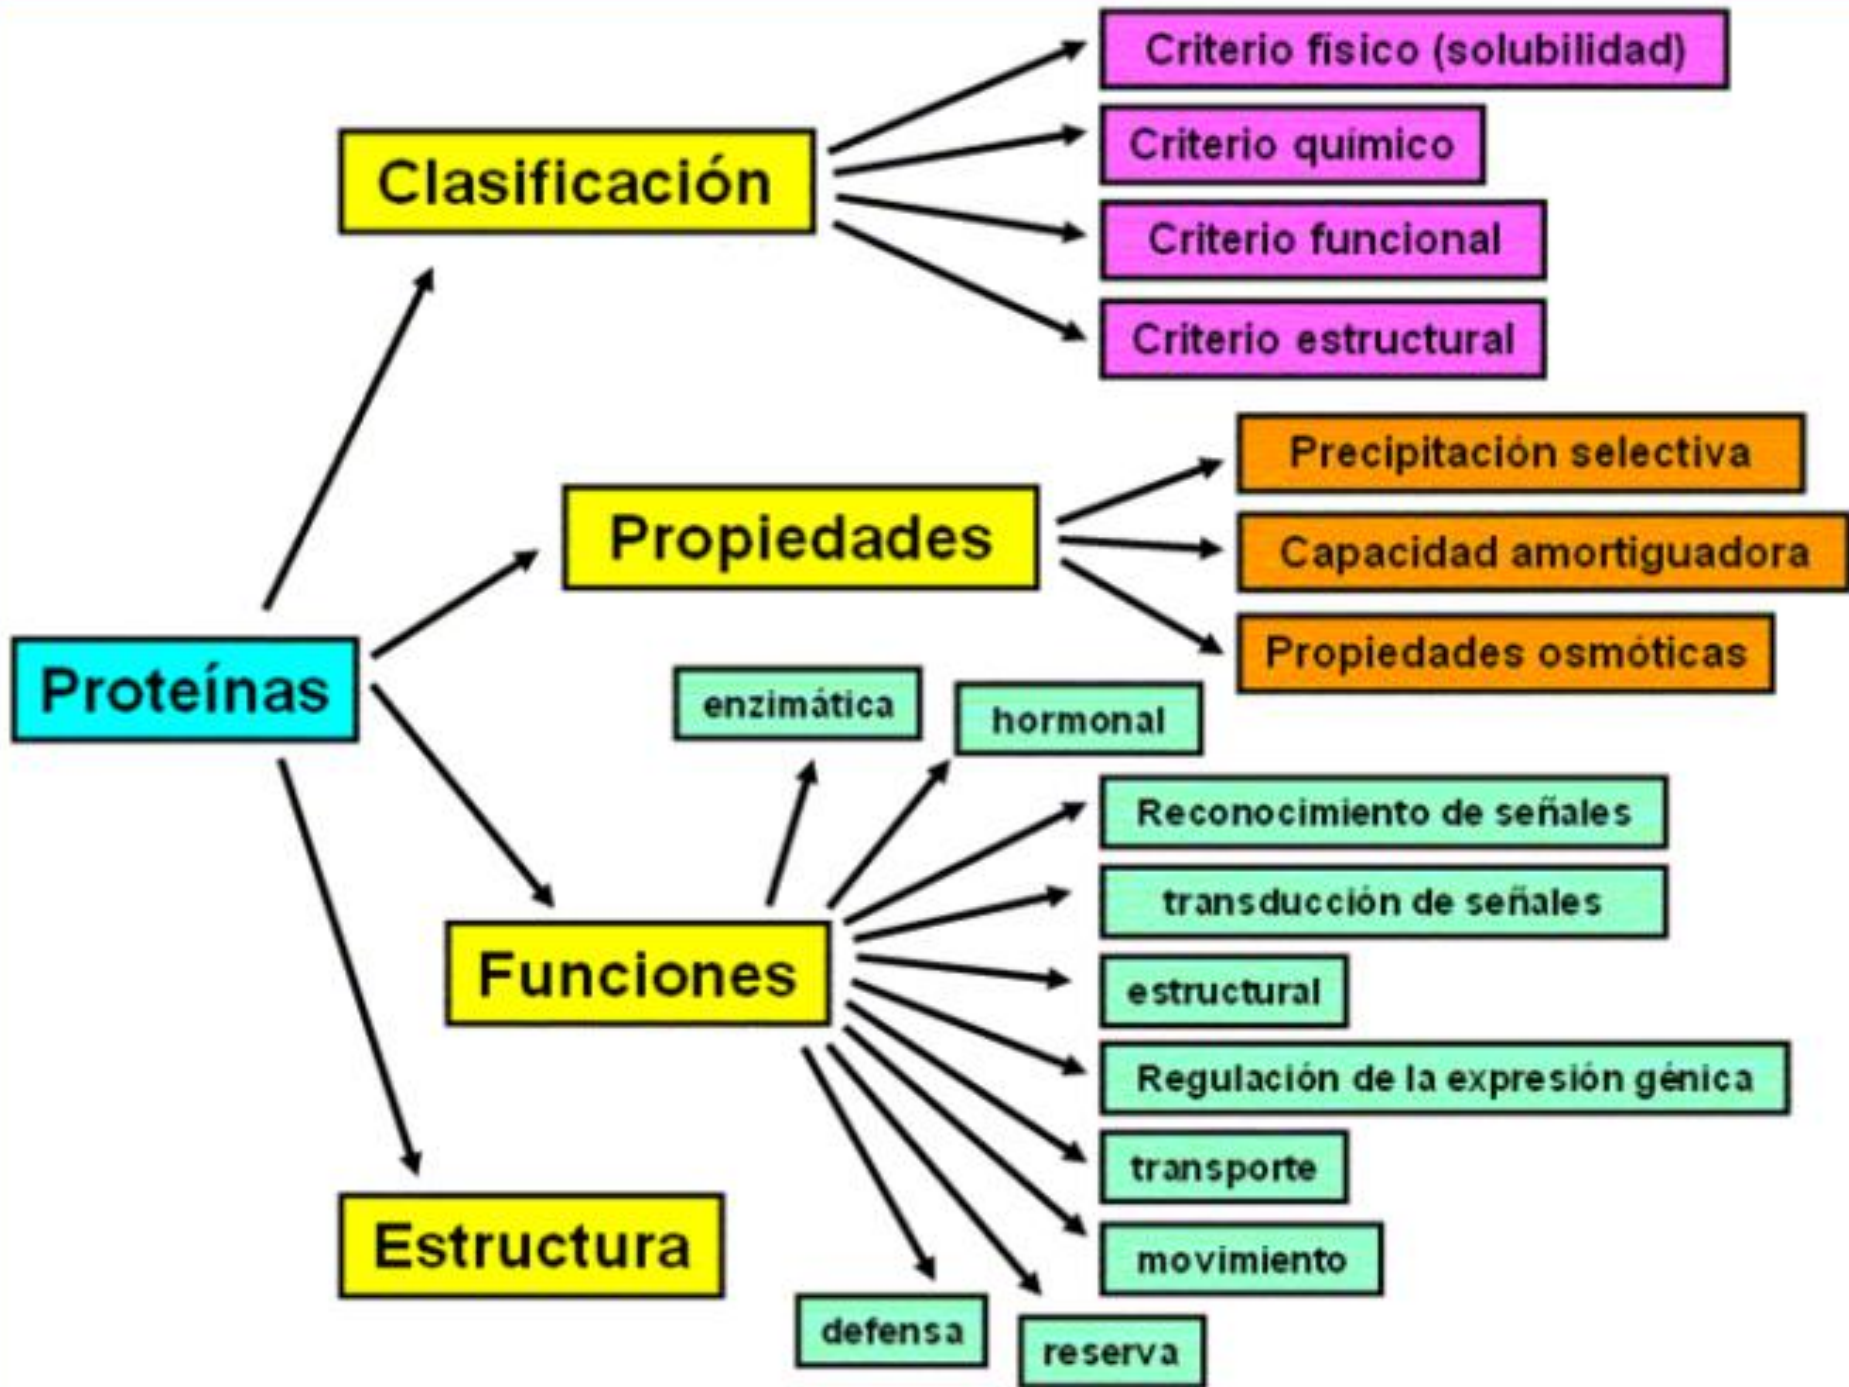 Proteínas
Clasificación
Criterio físico (solubilidad)
Criterio químico
Criterio funcional
Criterio estructural
Propiedades
Precipitación selectiva
Capacidad amortiguadora
Propiedades osmóticas
Funciones
enzimática
hormonal
Reconocimiento de señales
transducción de señales
estructural
Regulación de la expresión génica
transporte
movimiento
reserva
defensa
Estructura